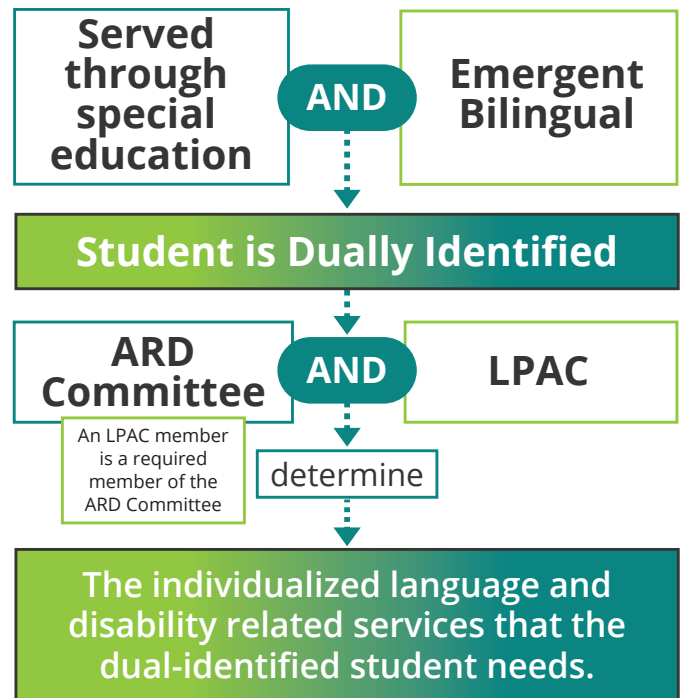 Served
through
special
education
AND
Emergent
Bilingual
Student is Dually Identified
ARD
Committee
AND
LPAC
An LPAC member
is a required
member of the
ARD Committee
determine
The individualized language and
disability related services that the
dual-identified student needs.